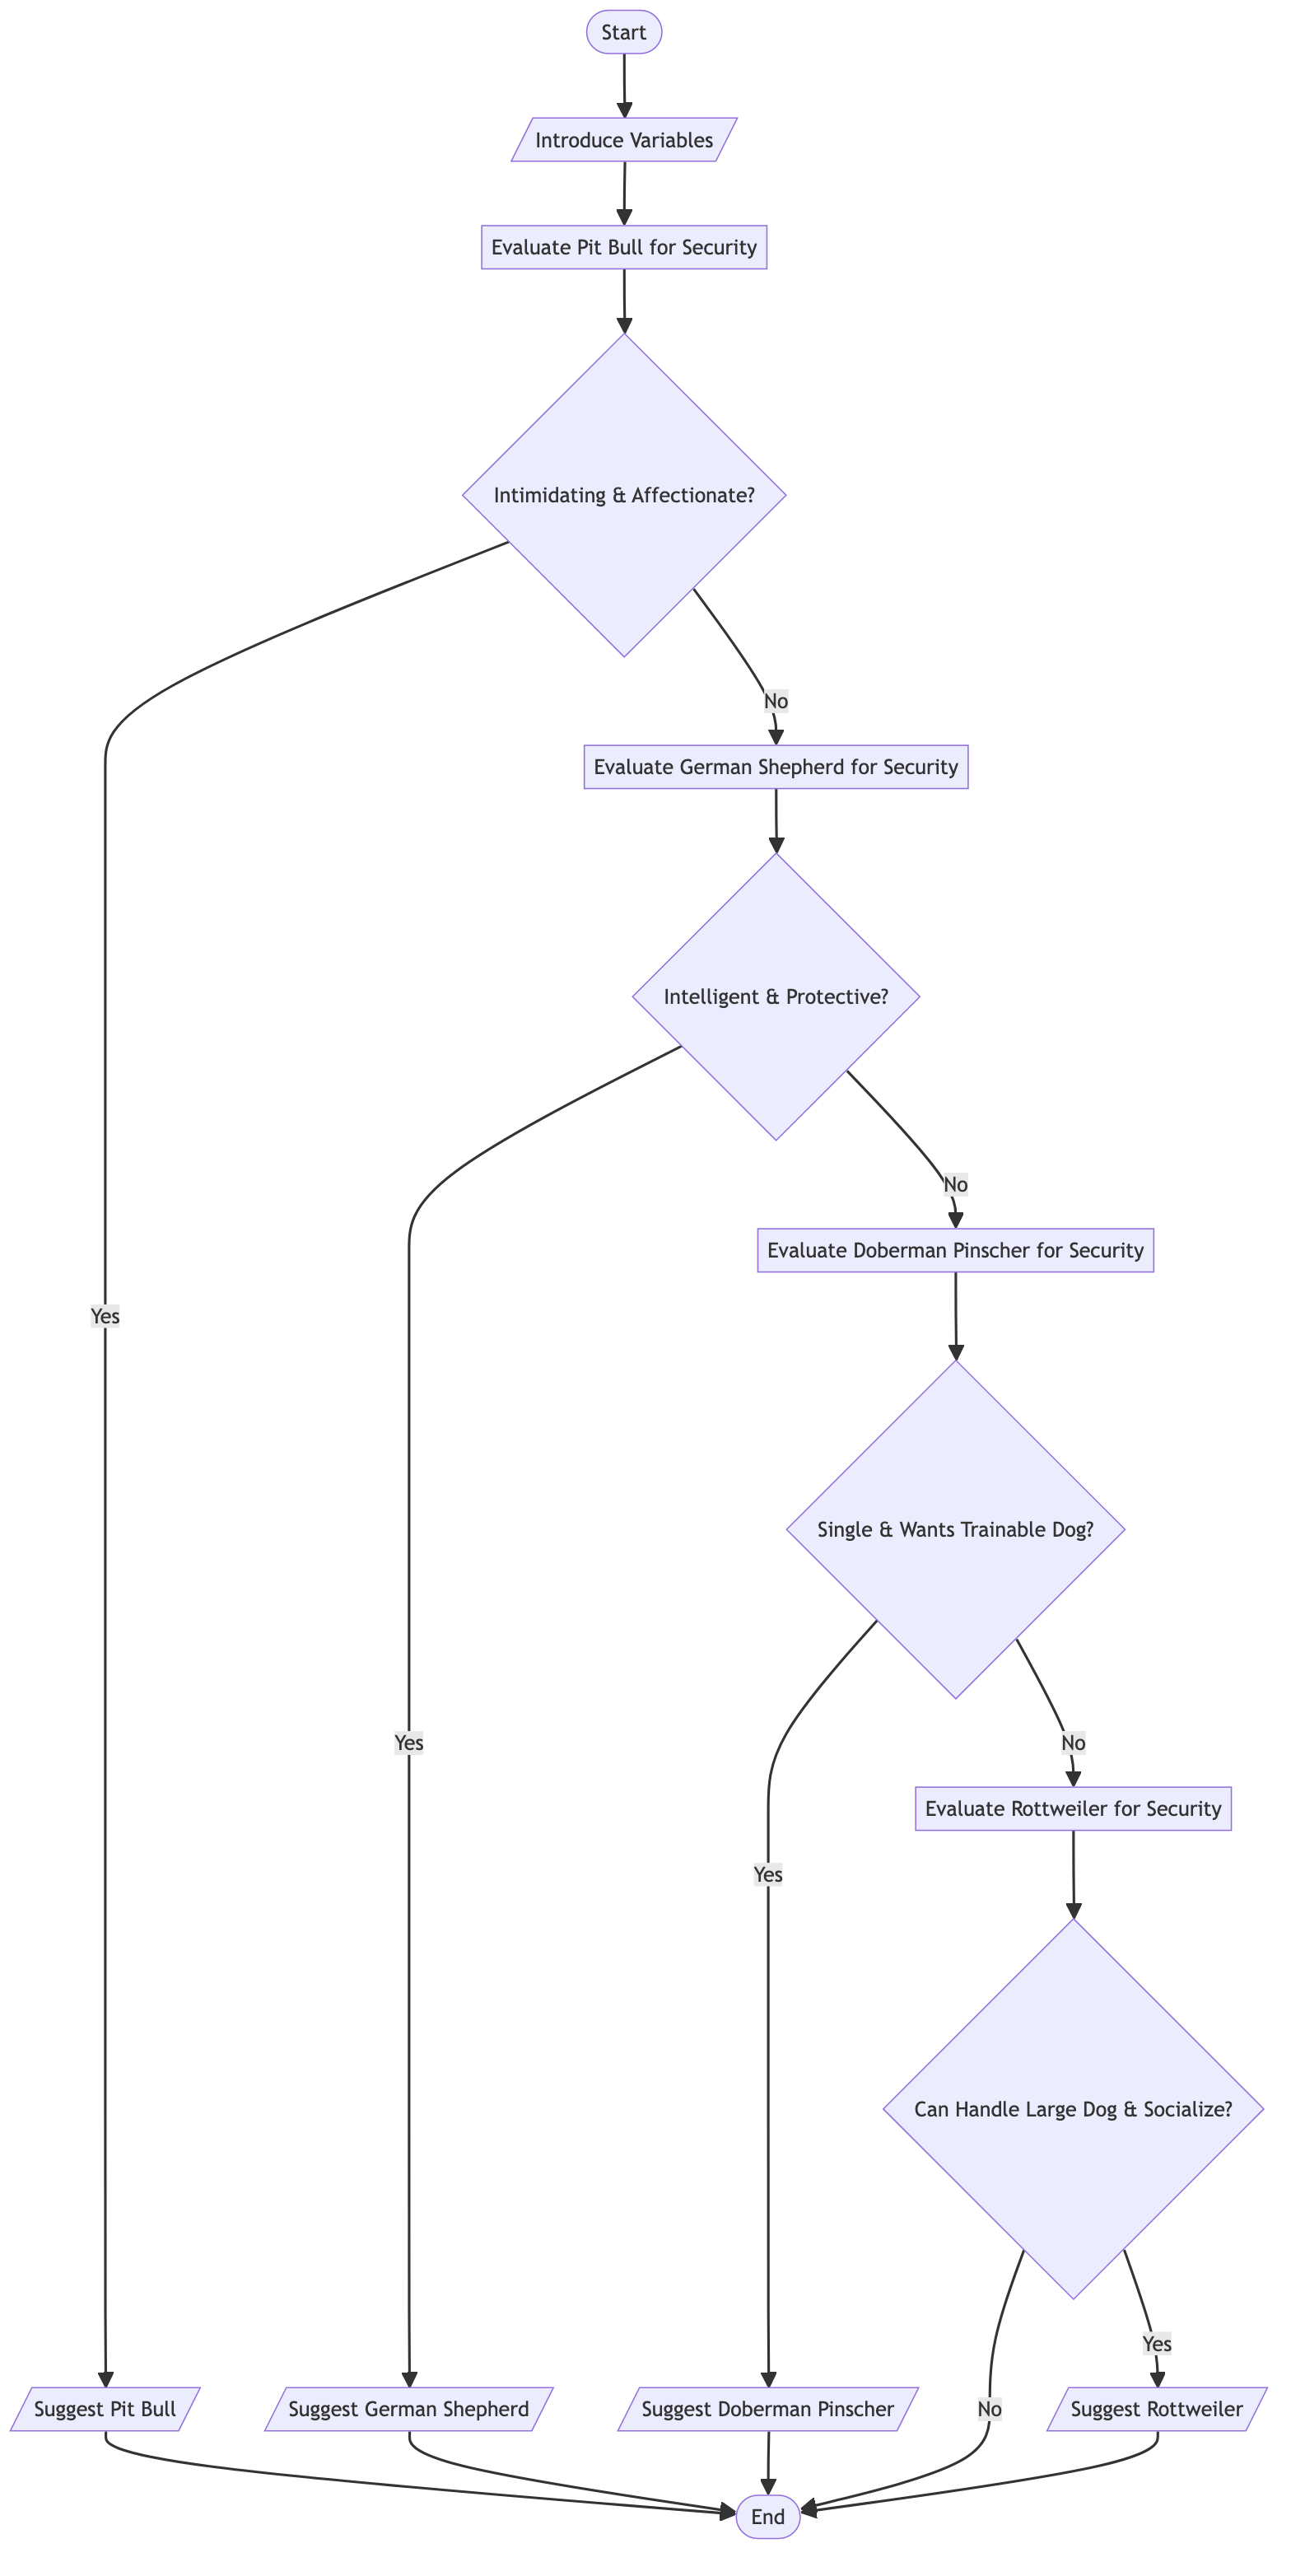 Start
Introduce Variables
Evaluate Pit Bull for Security
Intimidating & Affectionate?
No
Evaluate German Shepherd for Security
Intelligent & Protective?
No
Evaluate Doberman Pinscher for Security
Yes
Single & Wants Trainable Dog?
Yes
No
Evaluate Rottweiler for Security
Yes
Can Handle Large Dog & Socialize?
Yes
Suggest Pit Bull
Suggest German Shepherd
Suggest Doberman Pinscher
No
Suggest Rottweiler
End